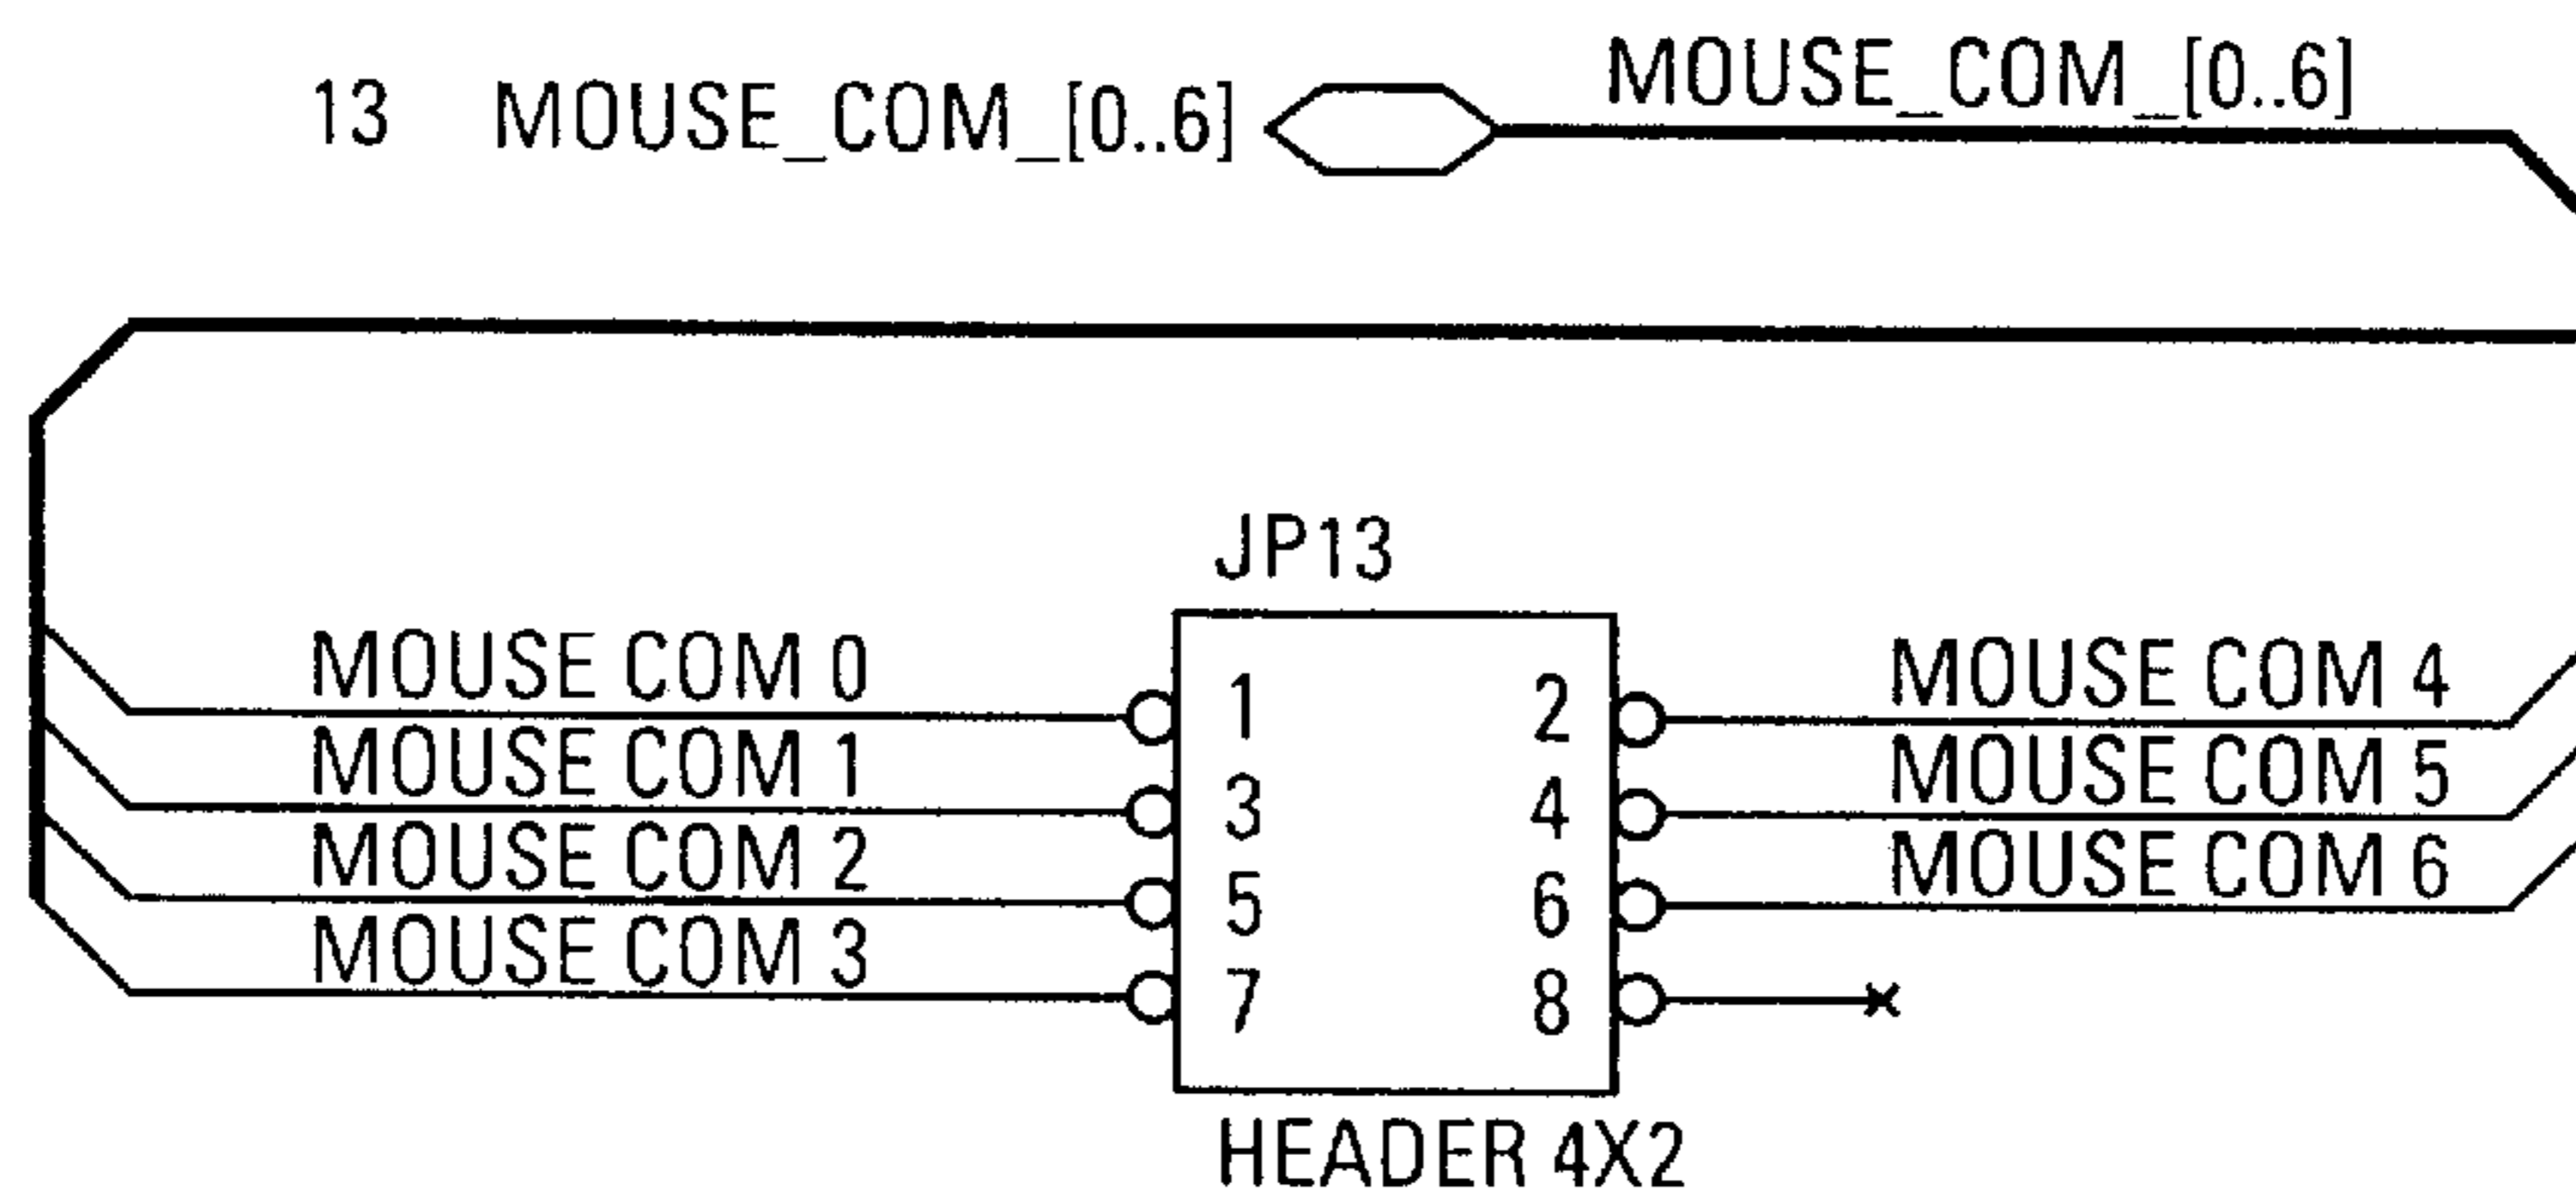 13 MOUSE_COM_[0..6] MOUSE_COM_[0..6]
JP13
MOUSE COM 0 1 2 MOUSE COM 4
MOUSE COM 1 3 4 MOUSE COM 5
MOUSE COM 2 5 6 MOUSE COM 6
MOUSE COM 3 7 8
HEADER 4X2